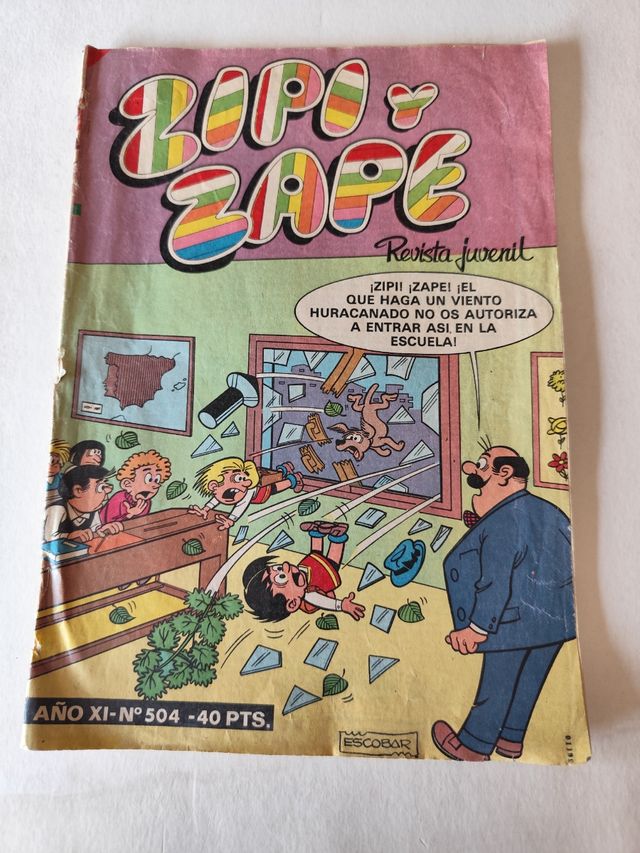 ZIPI Y
ZAPE
Revista juvenil
¡ZIPI! ¡ZAPE! ¡EL
QUE HAGA UN VIENTO
HURACANADO NO OS AUTORIZA
A ENTRAR ASI, EN LA
ESCUELA!
AÑO XI-Nº 504 -40 PTS.
ESCOBAR